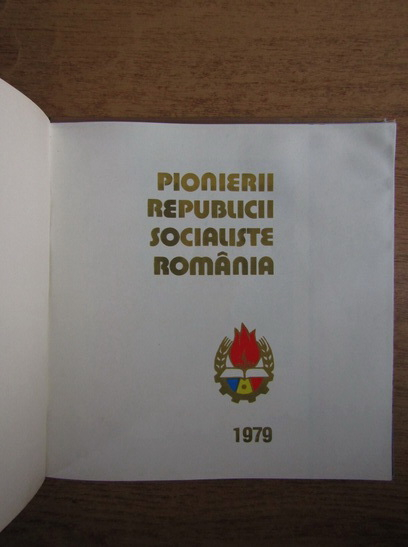 PIONIERII
REPUBLICII
SOCIALISTE
ROMÂNIA
1979